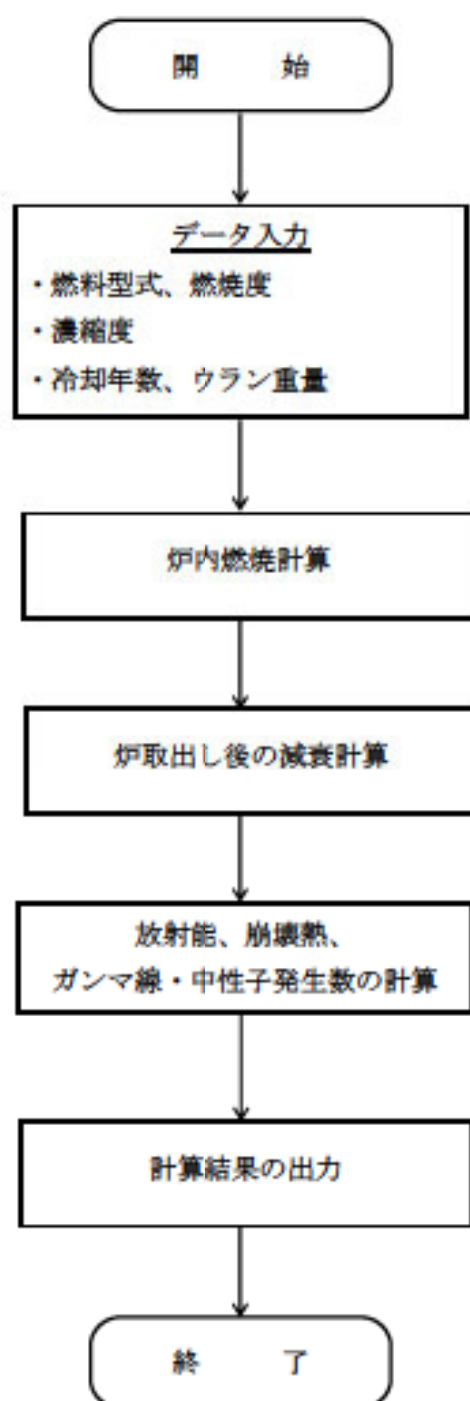 開　始
データ入力
・燃料型式、燃焼度
・濃縮度
・冷却年数、ウラン重量
炉内燃焼計算
炉取出し後の減衰計算
放射能、崩壊熱、
ガンマ線・中性子発生数の計算
計算結果の出力
終　了